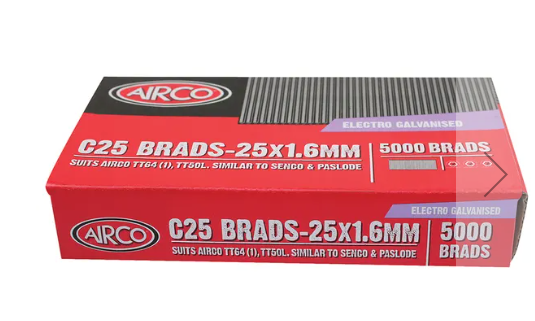 AIRCO
ELECTRO GALVANISED
C25 BRADS-25X1.6MM
5000 BRADS
SUITS AIRCO TT64 (1), TT50L. SIMILAR TO SENCO & PASLODE
ELECTRO GALVANISED
AIRCO
C25 BRADS-25X1.6MM
5000
BRADS
SUITS AIRCO TT64 (1), TT50L. SIMILAR TO SENCO & PASLODE